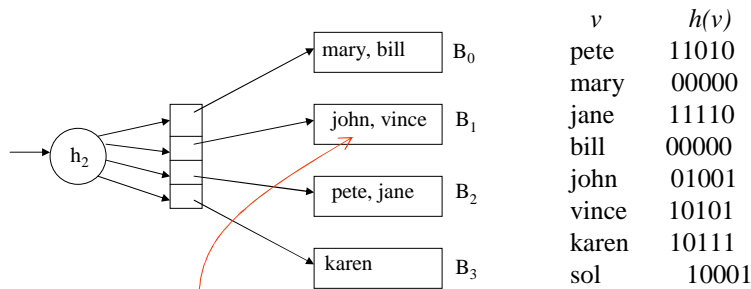 v h(v)
mary, bill B0
pete 11010
mary 00000
jane 11110
john, vince B1
bill 00000
h2
john 01001
pete, jane B2
vince 10101
karen 10111
karen B3
sol 10001